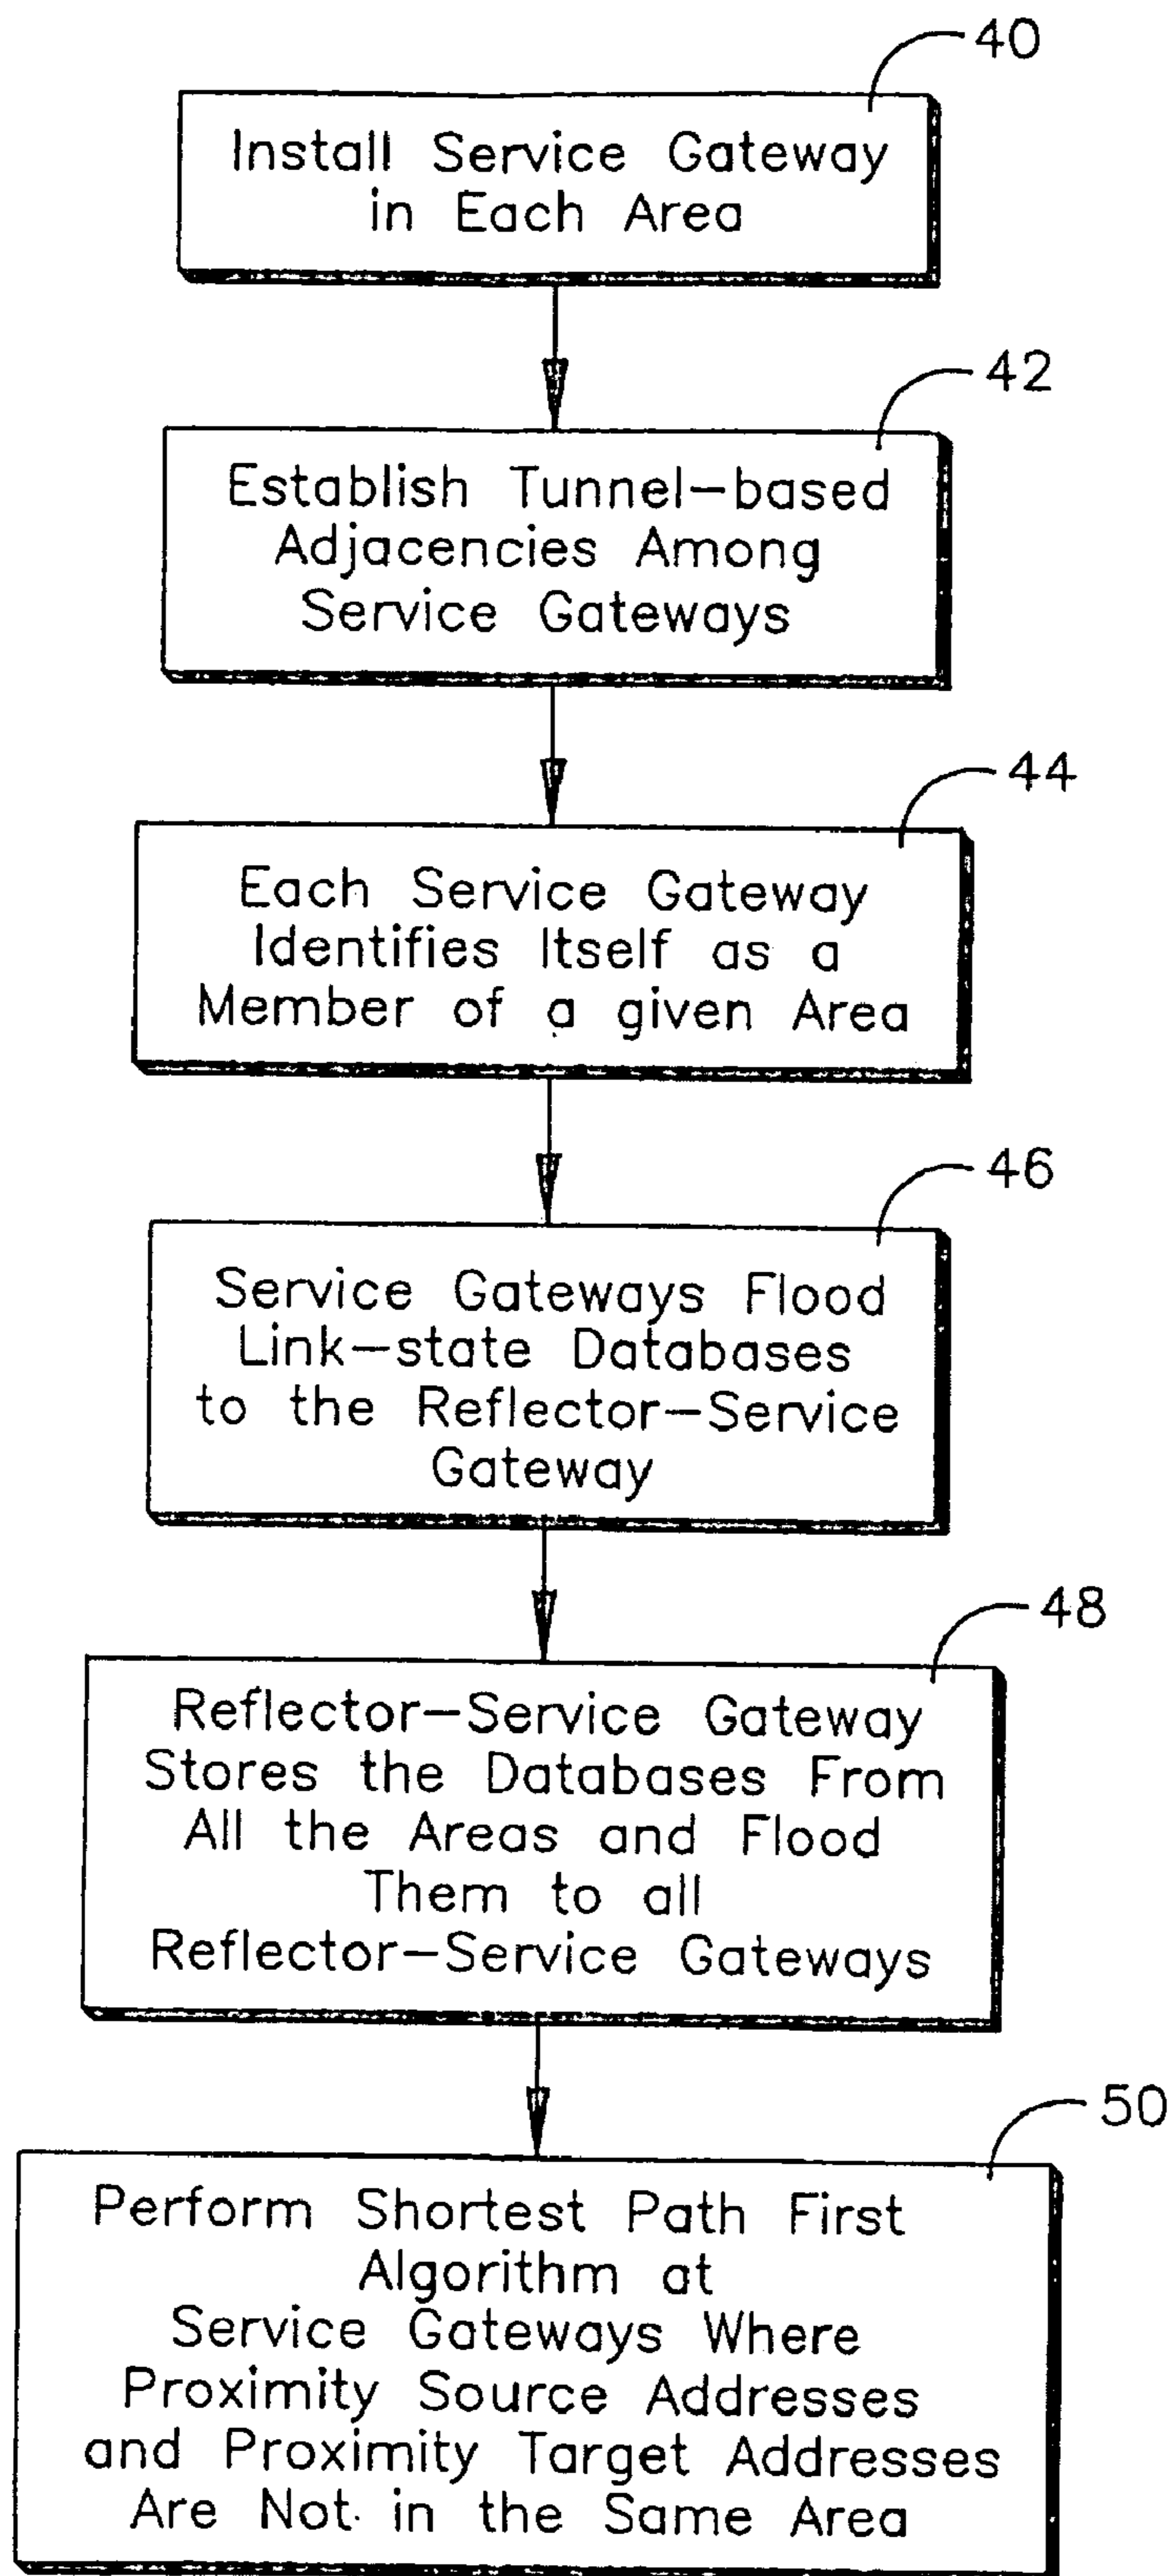 40
Install Service Gateway
in Each Area
42
Establish Tunnel-based
Adjacencies Among
Service Gateways
44
Each Service Gateway
Identifies Itself as a
Member of a given Area
46
Service Gateways Flood
Link-state Databases
to the Reflector-Service
Gateway
48
Reflector-Service Gateway
Stores the Databases From
All the Areas and Flood
Them to all
Reflector-Service Gateways
50
Perform Shortest Path First
Algorithm at
Service Gateways Where
Proximity Source Addresses
and Proximity Target Addresses
Are Not in the Same Area